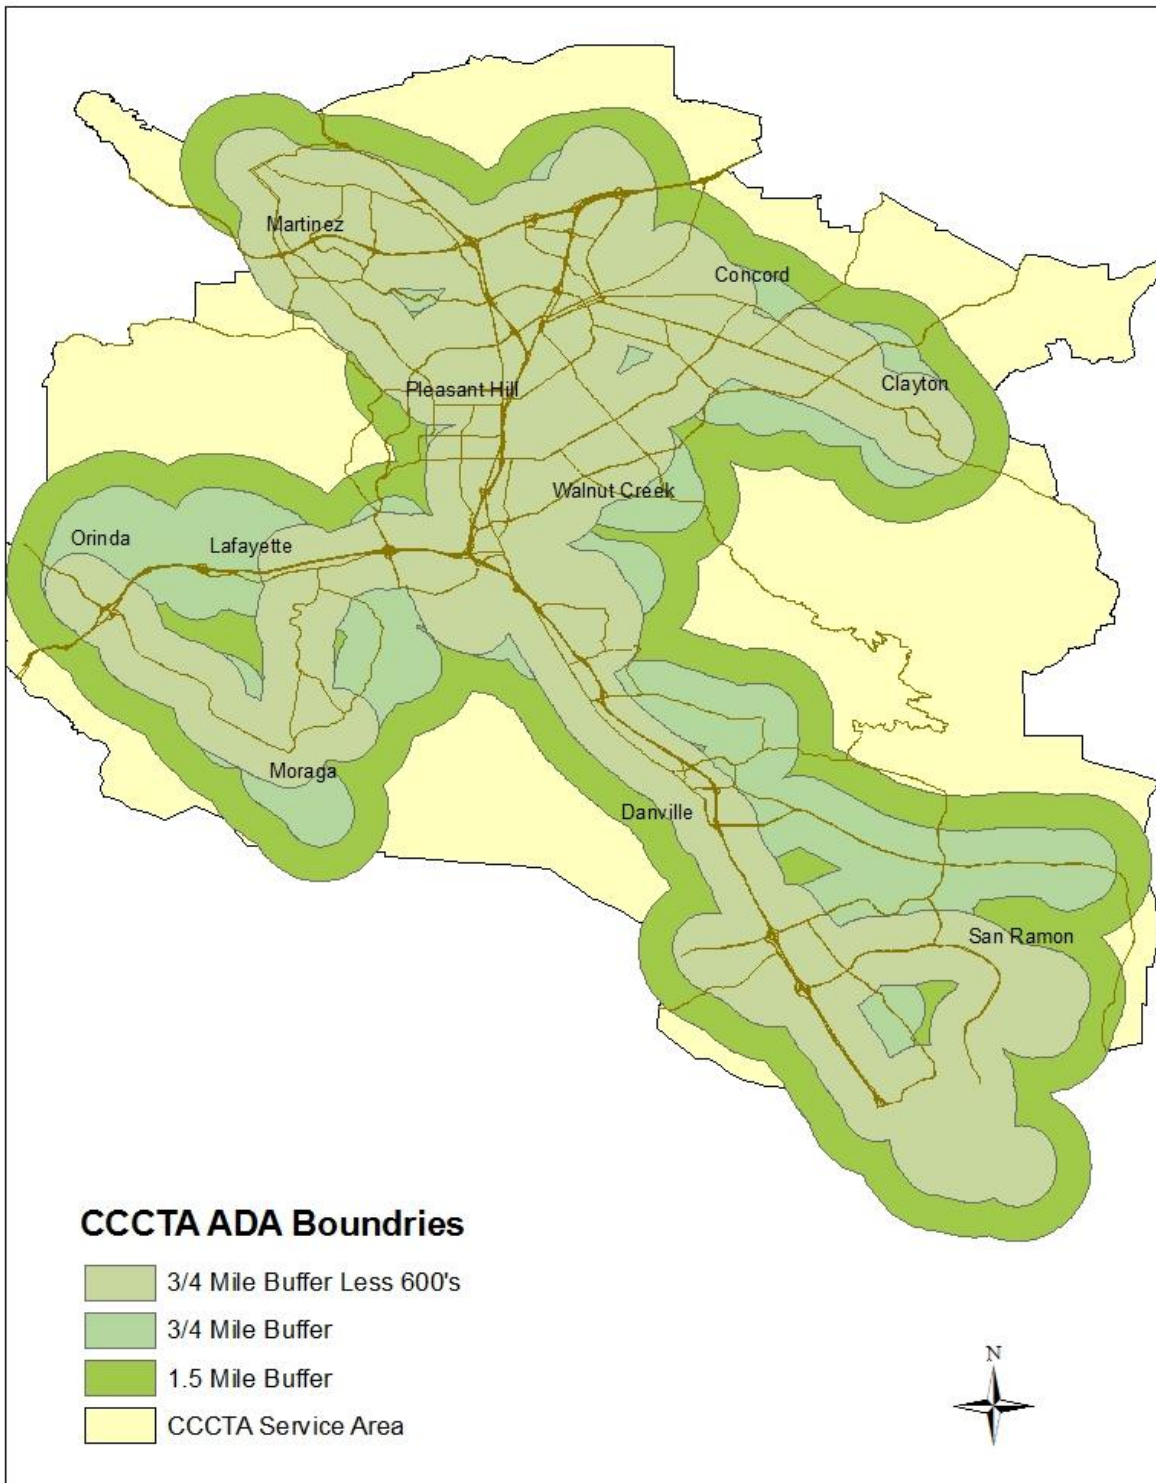 Martinez
Concord
Clayton
Pleasant Hill
Walnut Creek
Orinda
Lafayette
Moraga
Danville
San Ramon
CCCTA ADA Boundries
3/4 Mile Buffer Less 600's
3/4 Mile Buffer
1.5 Mile Buffer
CCCTA Service Area
N